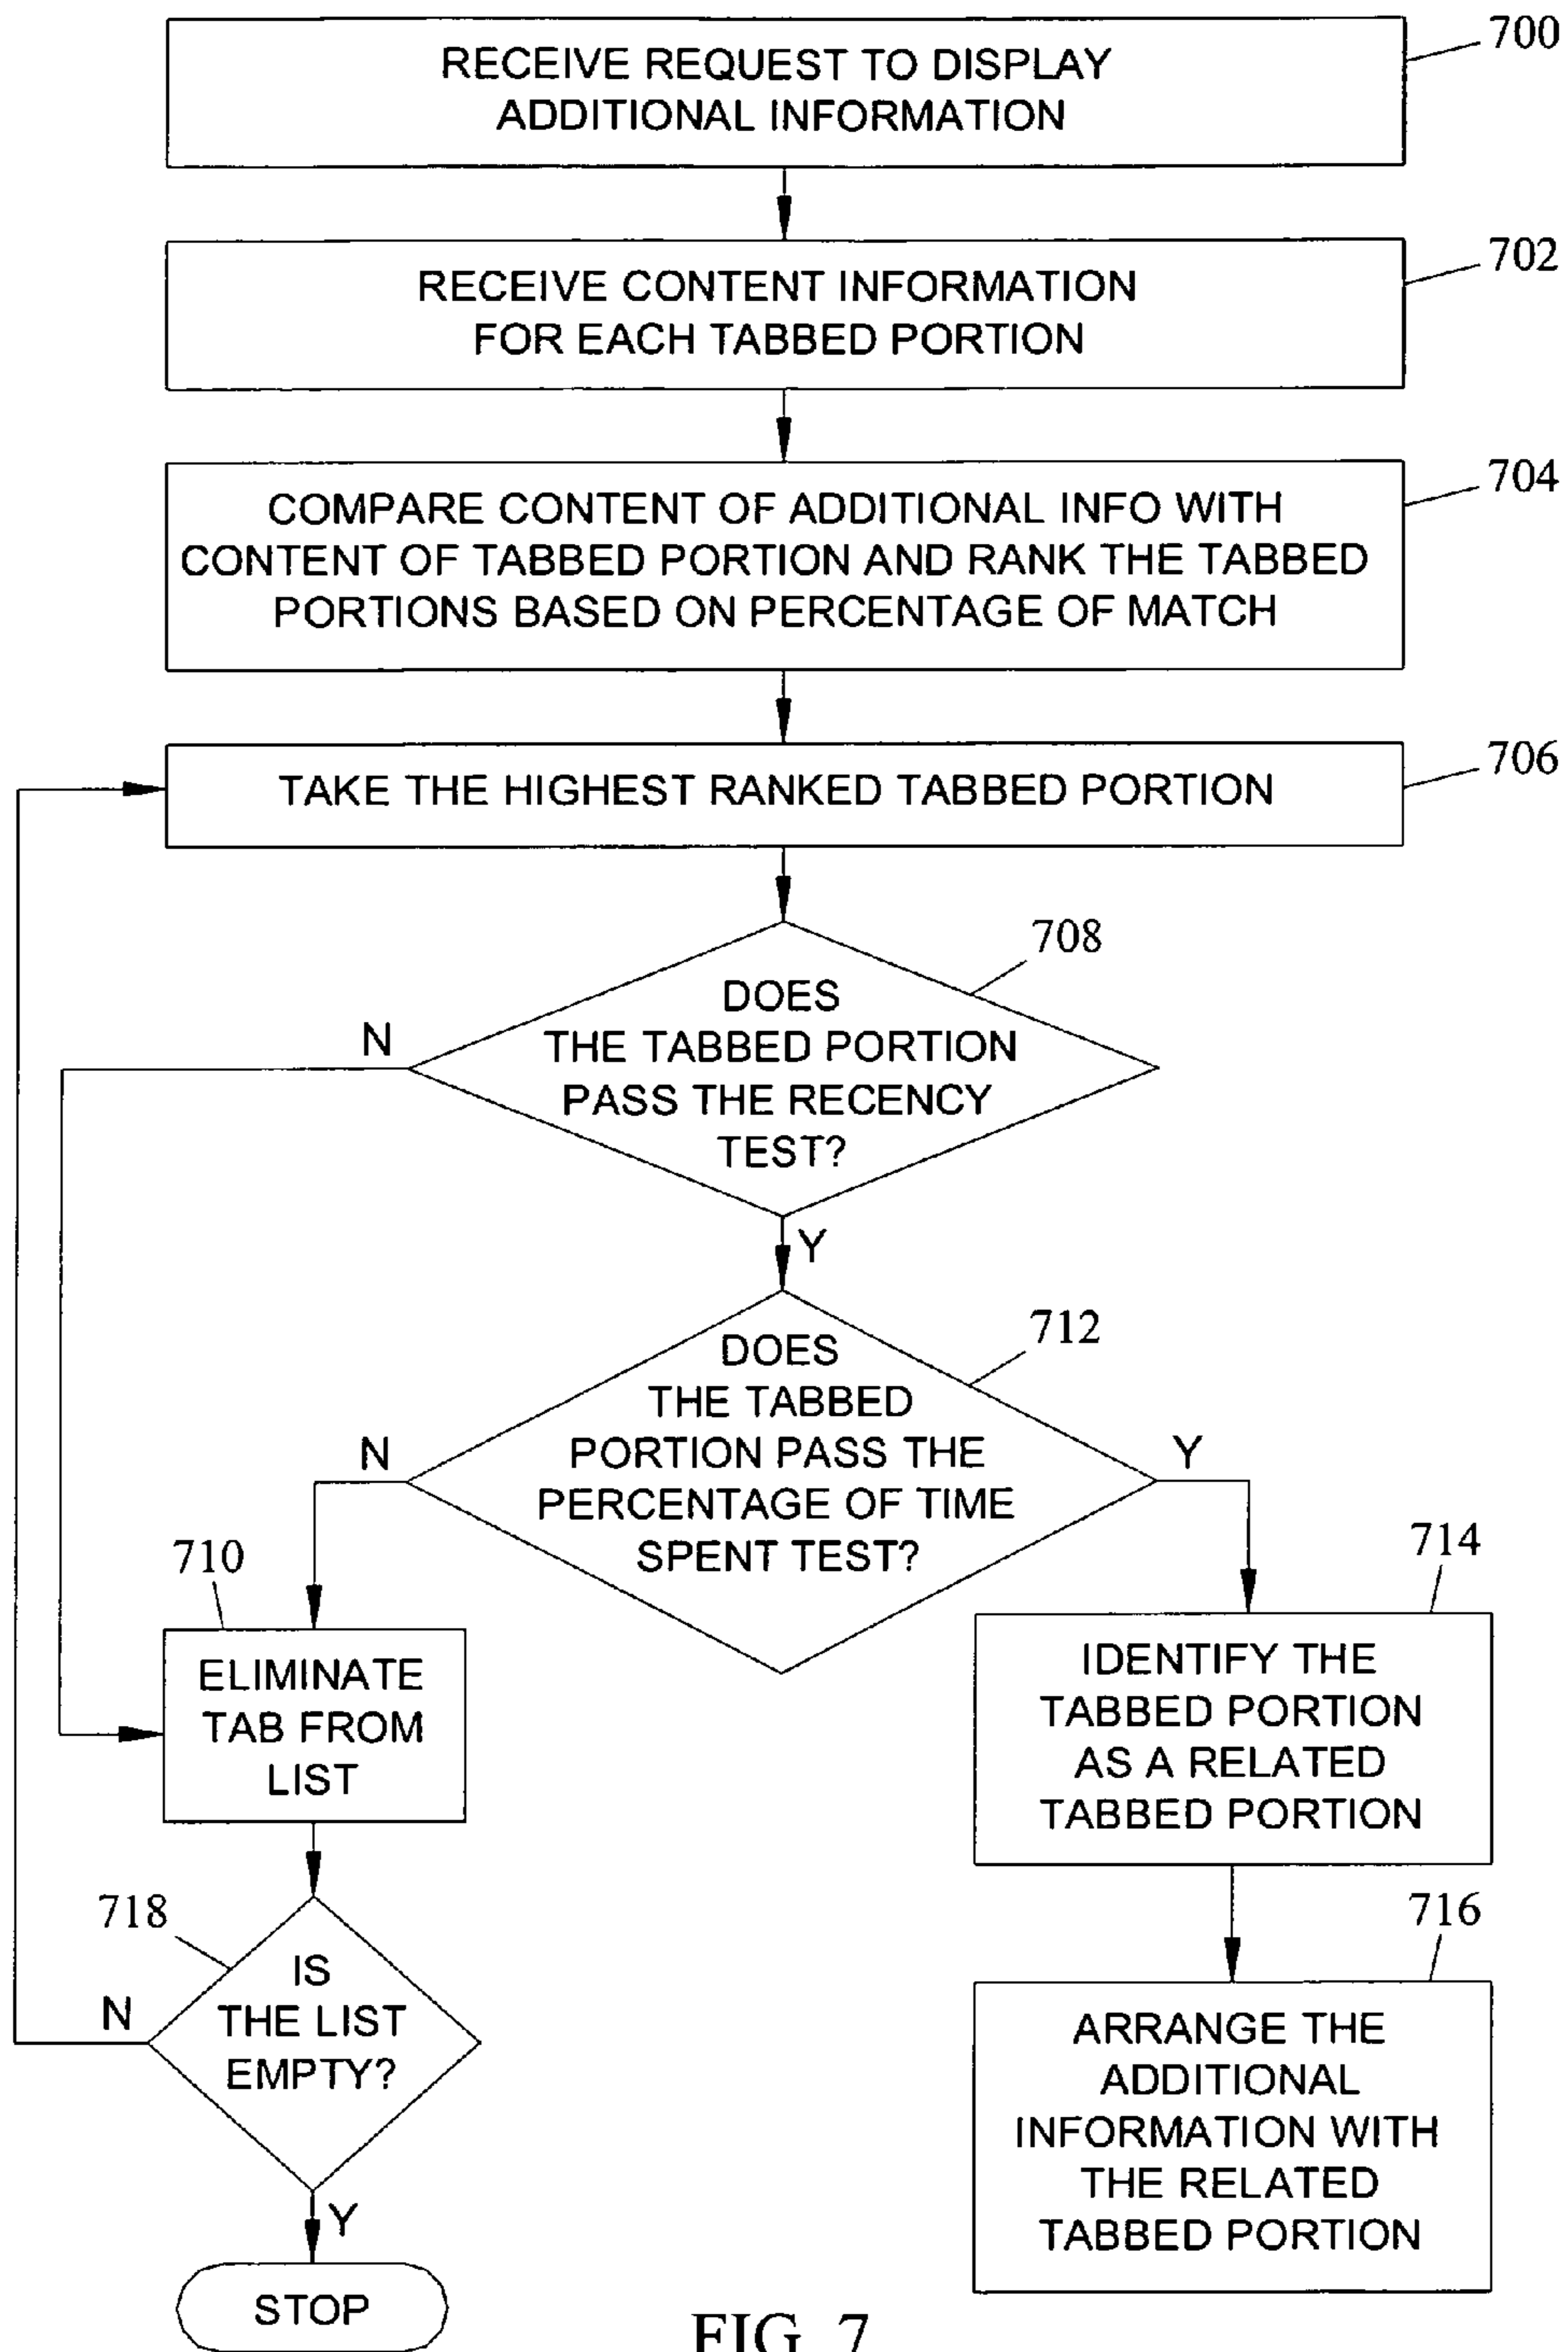 RECEIVE REQUEST TO DISPLAY
ADDITIONAL INFORMATION
700
RECEIVE CONTENT INFORMATION
FOR EACH TABBED PORTION
702
COMPARE CONTENT OF ADDITIONAL INFO WITH
CONTENT OF TABBED PORTION AND RANK THE TABBED
PORTIONS BASED ON PERCENTAGE OF MATCH
704
TAKE THE HIGHEST RANKED TABBED PORTION
706
708
DOES
THE TABBED PORTION
PASS THE RECENCY
TEST?
N
Y
712
DOES
THE TABBED
PORTION PASS THE
PERCENTAGE OF TIME
SPENT TEST?
N
Y
710
ELIMINATE
TAB FROM
LIST
714
IDENTIFY THE
TABBED PORTION
AS A RELATED
TABBED PORTION
718
IS
THE LIST
EMPTY?
N
Y
716
ARRANGE THE
ADDITIONAL
INFORMATION WITH
THE RELATED
TABBED PORTION
STOP
FIG. 7